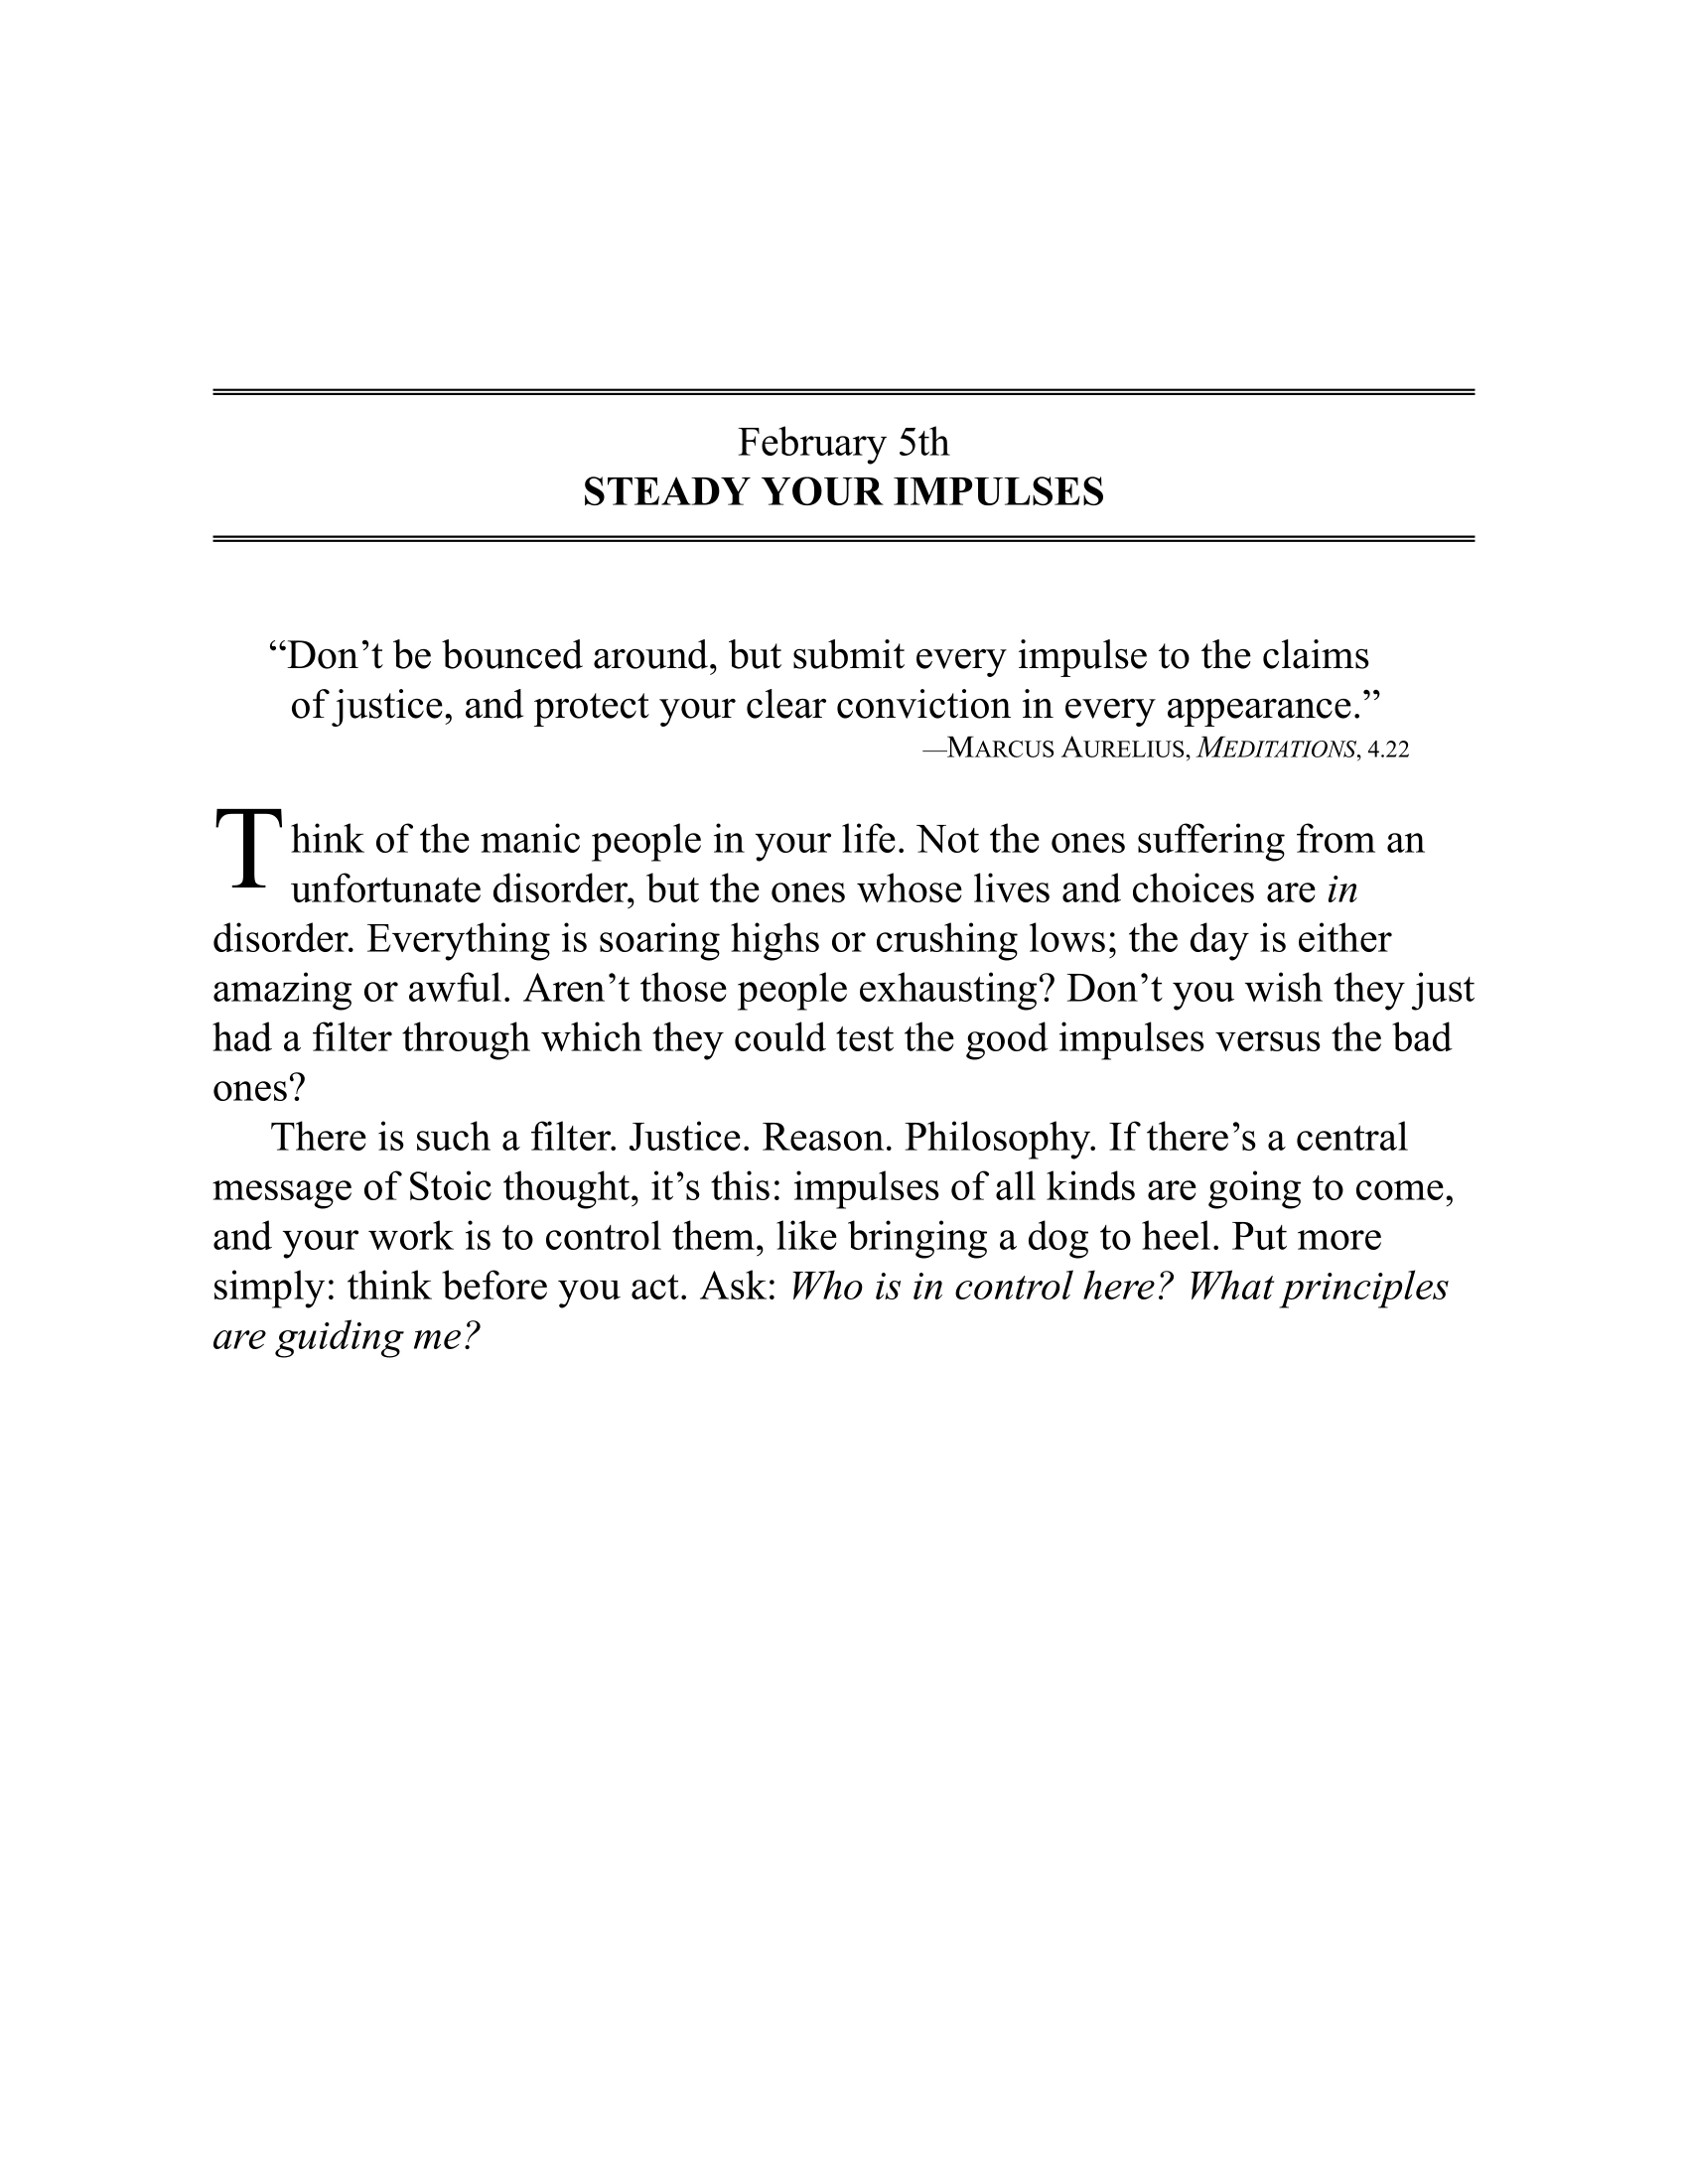 February 5th
STEADY YOUR IMPULSES
“Don’t be bounced around, but submit every impulse to the claims
of justice, and protect your clear conviction in every appearance.”
—MARCUS AURELIUS, MEDITATIONS, 4.22
Think of the manic people in your life. Not the ones suffering from an
unfortunate disorder, but the ones whose lives and choices are in
disorder. Everything is soaring highs or crushing lows; the day is either
amazing or awful. Aren’t those people exhausting? Don’t you wish they just
had a filter through which they could test the good impulses versus the bad
ones?
There is such a filter. Justice. Reason. Philosophy. If there’s a central
message of Stoic thought, it’s this: impulses of all kinds are going to come,
and your work is to control them, like bringing a dog to heel. Put more
simply: think before you act. Ask: Who is in control here? What principles
are guiding me?